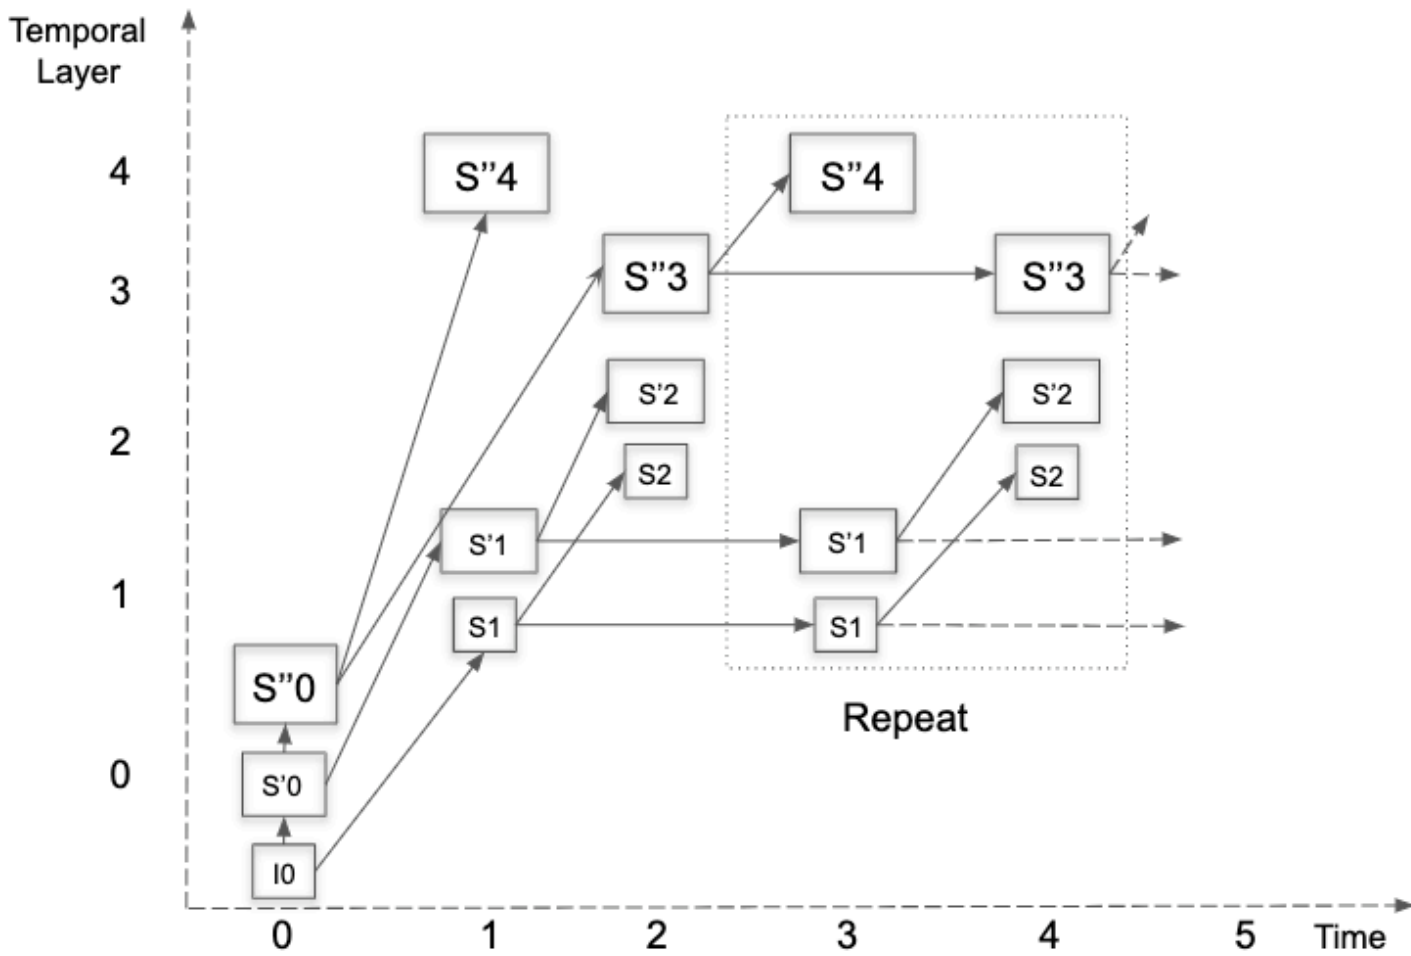 Temporal
Layer
4
S”4
S”4
3
S”3
S”3
2
S’2
S’2
S2
S2
1
S’1
S’1
S1
S1
Repeat
0
S”0
S’0
I0
0 1 2 3 4 5 Time